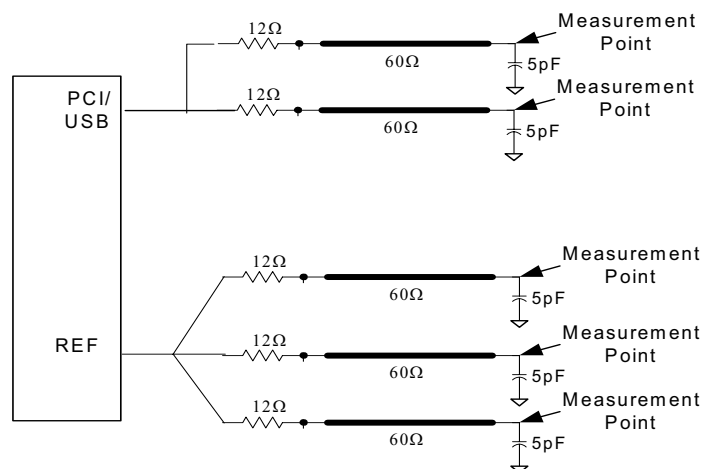 12Ω
Measurement
Point
60Ω
5pF
PCI/
USB
12Ω
Measurement
Point
60Ω
5pF
12Ω
Measurement
Point
60Ω
5pF
REF
Measurement
Point
12Ω
60Ω
5pF
12Ω
Measurement
Point
60Ω
5pF